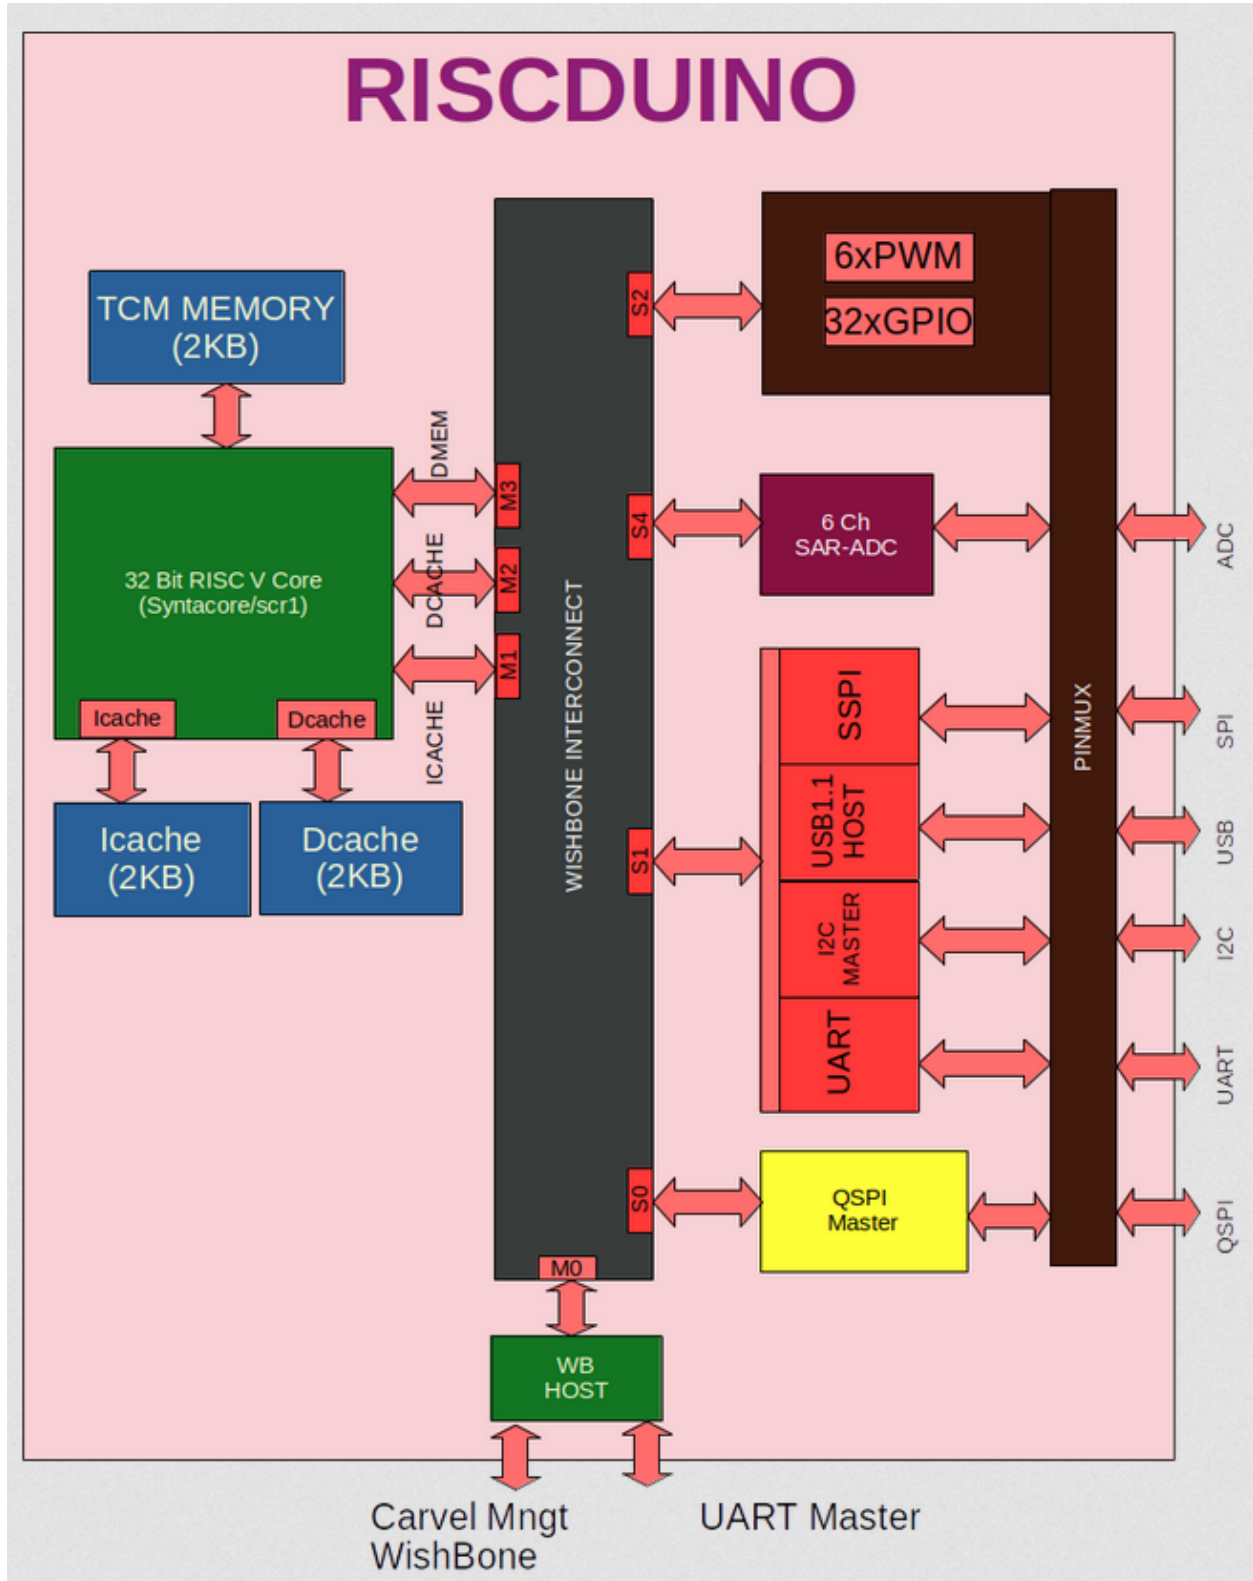 RISCDUINO
TCM MEMORY
(2KB)
32 Bit RISC V Core
(Syntacore/scr1)
Icache
Dcache
Icache
(2KB)
Dcache
(2KB)
DMEM
DCACHE
ICACHE
M3
M2
M1
WISHBONE INTERCONNECT
S2
S4
S1
S0
M0
6xPWM
32xGPIO
6 Ch
SAR-ADC
SSPI
USB1.1
HOST
I2C
MASTER
UART
QSPI
Master
PINMUX
ADC
SPI
USB
I2C
UART
QSPI
WB
HOST
Carvel Mngt
WishBone
UART Master